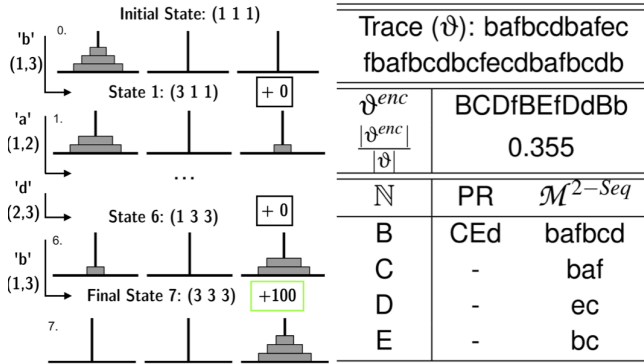 Initial State: (1 1 1)
'b'
(1,3)
0.
State 1: (3 1 1)
+ 0
'a'
(1,2)
1.
...
'd'
(2,3)
State 6: (1 3 3)
+ 0
'b'
(1,3)
6.
Final State 7: (3 3 3)
+100
7.
Trace (ϑ): bafbcdbafec
fbafbcdbcfecdbafbcdb
ϑ^enc BCDfBEfDdBb
|ϑ^enc|
|ϑ|
0.355
ℕ PR ℳ^2−Seq
B CEd bafbcd
C - baf
D - ec
E - bc